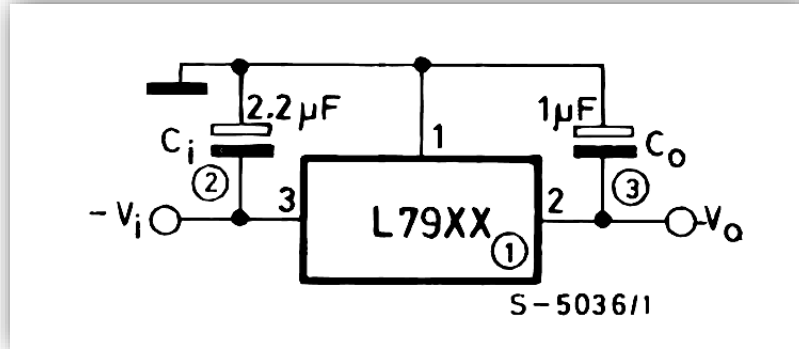 2.2µF
1µF
Ci
1
Co
②
③
-Vi
3
L79XX
①
2
-Vo
S-5036/1